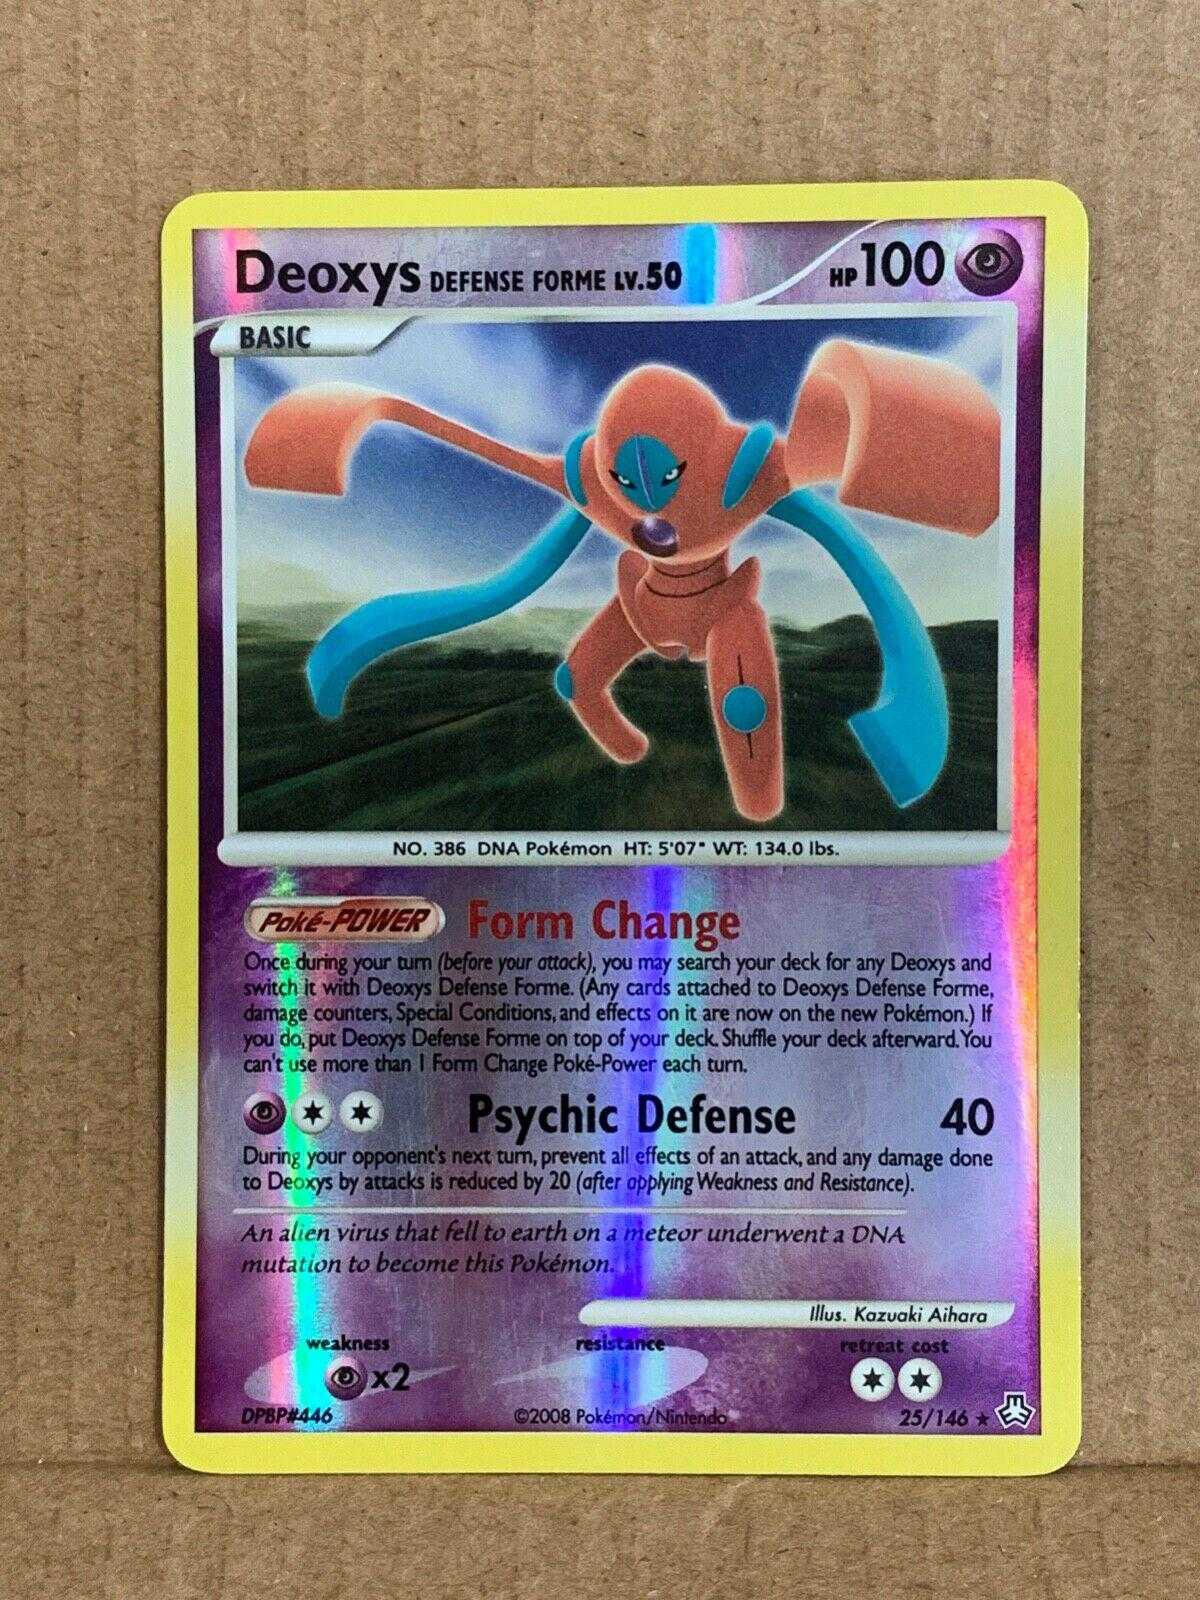 Deoxys DEFENSE FORME LV.50 HP 100
BASIC
NO. 386 DNA Pokémon HT: 5'07" WT: 134.0 lbs.
Poké-POWER Form Change
Once during your turn (before your attack), you may search your deck for any Deoxys and
switch it with Deoxys Defense Forme. (Any cards attached to Deoxys Defense Forme,
damage counters, Special Conditions, and effects on it are now on the new Pokémon.) If
you do, put Deoxys Defense Forme on top of your deck. Shuffle your deck afterward. You
can't use more than 1 Form Change Poké-Power each turn.
Psychic Defense 40
During your opponent's next turn, prevent all effects of an attack, and any damage done
to Deoxys by attacks is reduced by 20 (after applying Weakness and Resistance).
An alien virus that fell to earth on a meteor underwent a DNA
mutation to become this Pokémon.
Illus. Kazuaki Aihara
weakness resistance retreat cost
x2
DPBP#446 ©2008 Pokémon/Nintendo 25/146 ★